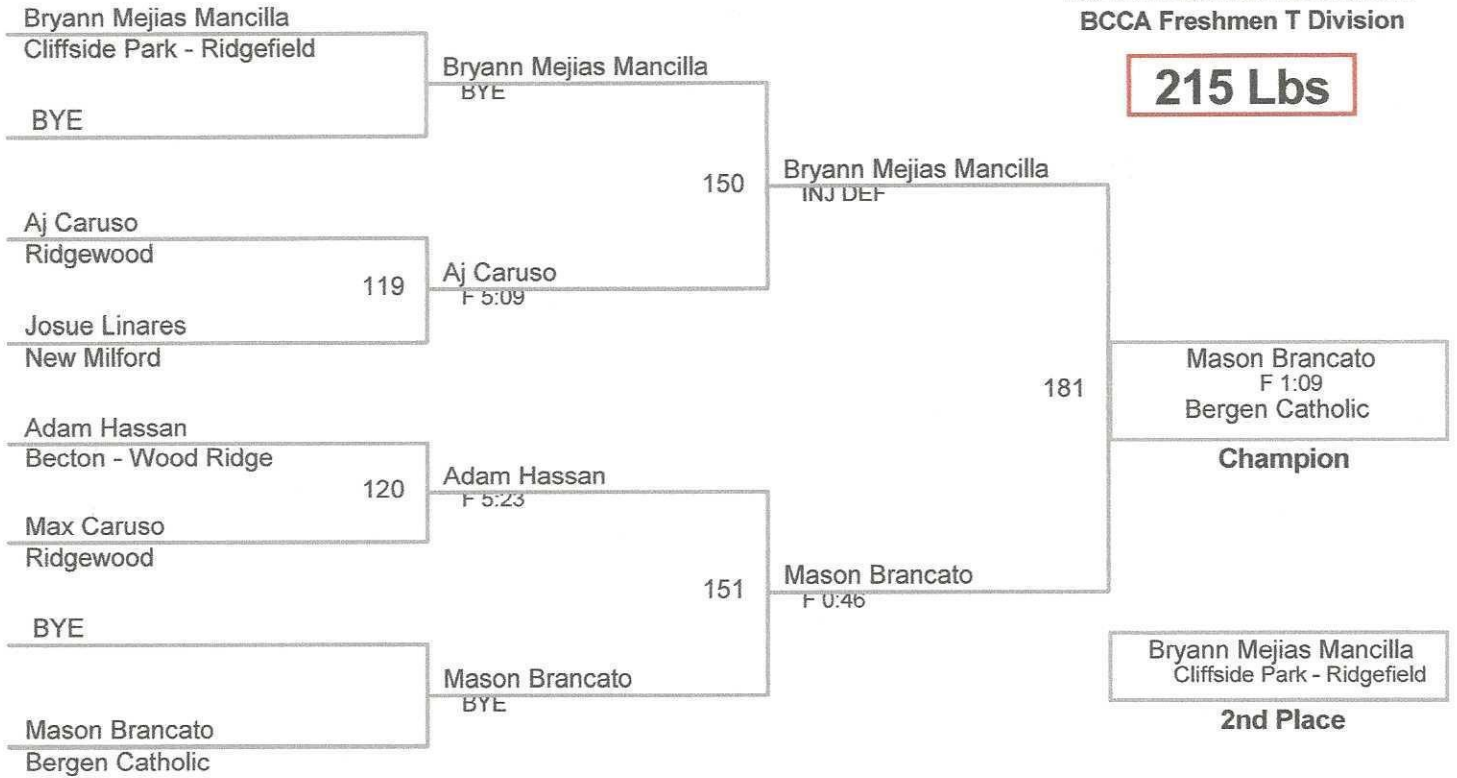 BCCA Freshmen T Division
215 Lbs
Bryann Mejias Mancilla
Cliffside Park - Ridgefield
BYE
Aj Caruso
Ridgewood
119
Josue Linares
New Milford
Adam Hassan
Becton - Wood Ridge
120
Max Caruso
Ridgewood
BYE
Mason Brancato
Bergen Catholic
Bryann Mejias Mancilla
BYE
150
Aj Caruso
F 5:09
Adam Hassan
F 5:23
151
Mason Brancato
BYE
Bryann Mejias Mancilla
INJ DEF
181
Mason Brancato
F 0:46
Mason Brancato
F 1:09
Bergen Catholic
Champion
Bryann Mejias Mancilla
Cliffside Park - Ridgefield
2nd Place